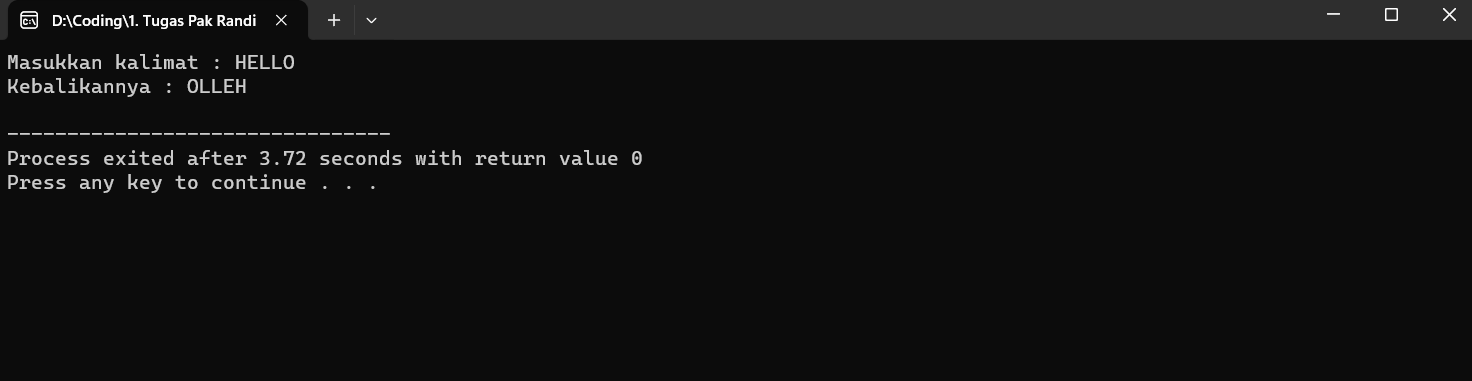 D:\Coding\1. Tugas Pak Randi
Masukkan kalimat : HELLO
Kebalikannya : OLLEH
--------------------------------
Process exited after 3.72 seconds with return value 0
Press any key to continue . . .